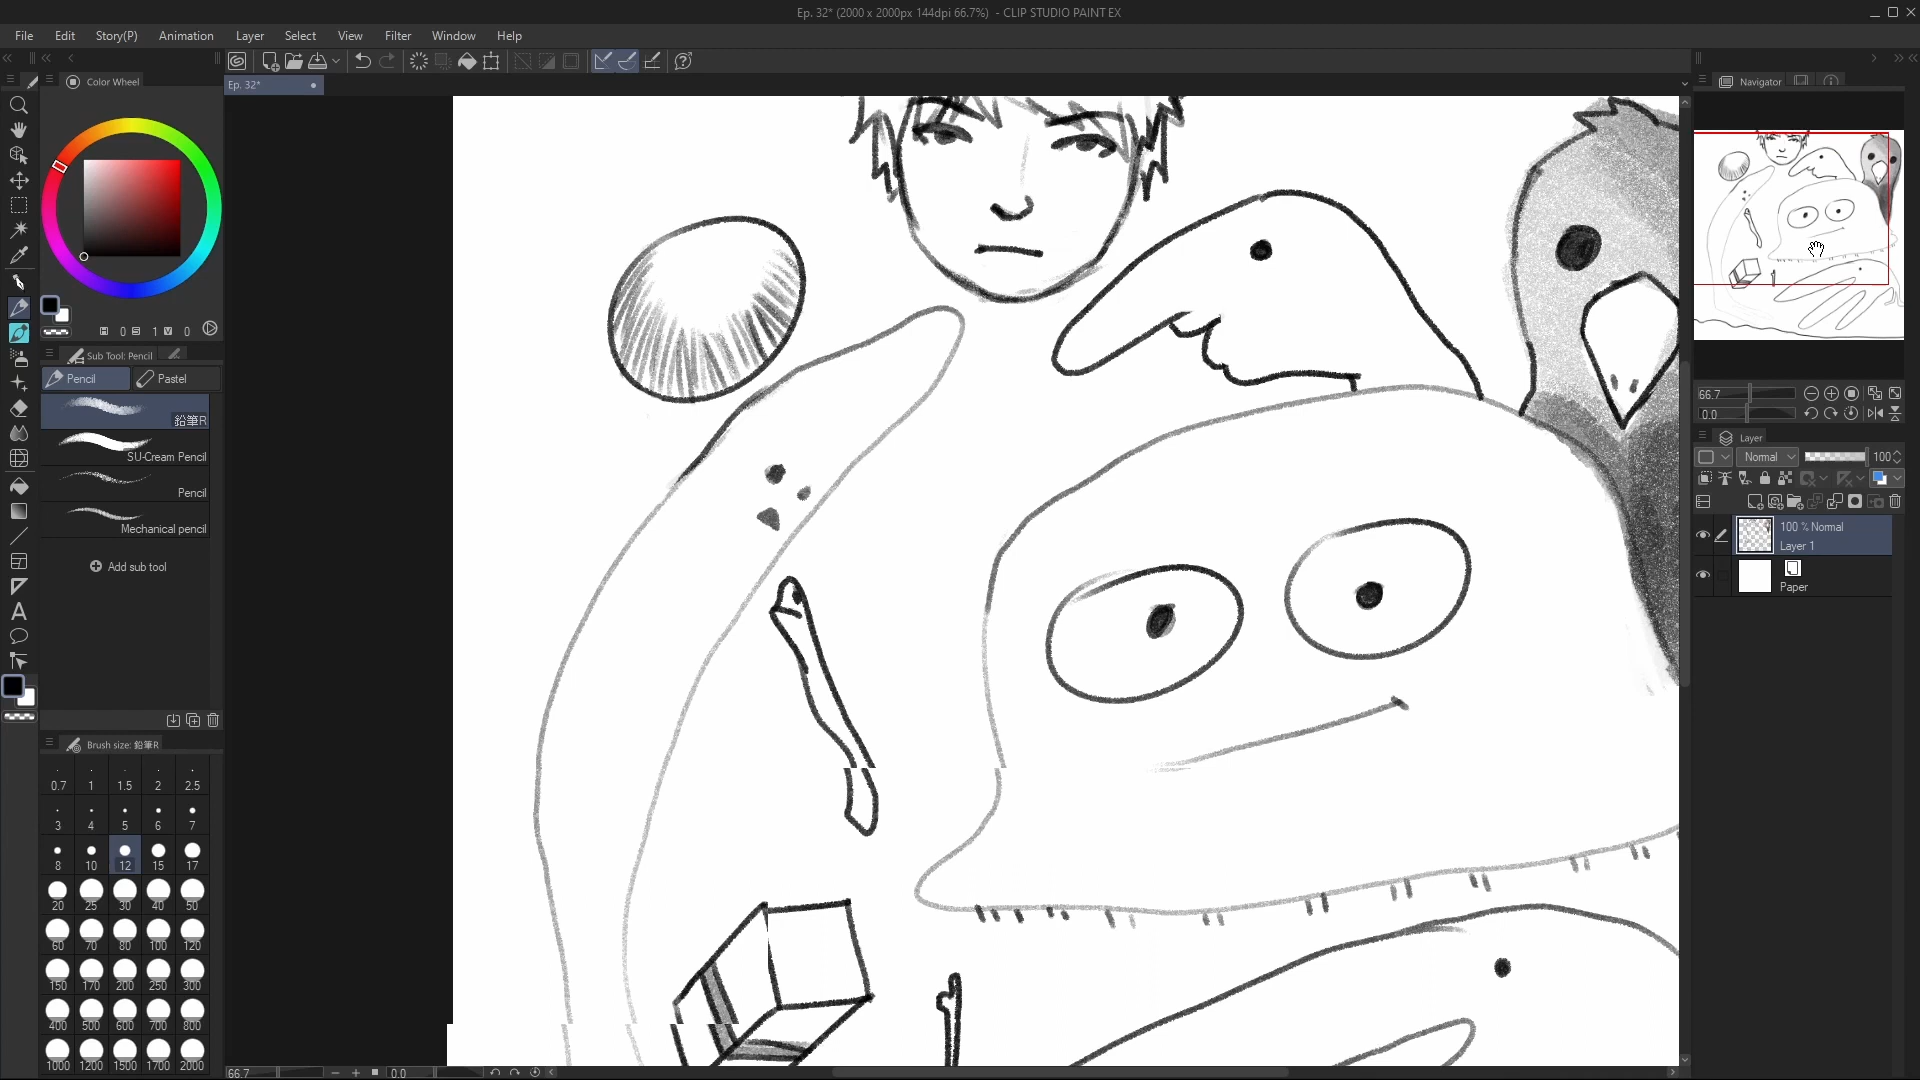 Ep. 32* (2000 x 2000px 144dpi 66.7%) - CLIP STUDIO PAINT EX
File Edit Story(P) Animation Layer Select View Filter Window Help
Color Wheel
Ep. 32*
Navigator
H 0 S 1 V 0
Sub Tool: Pencil
Pencil Pastel
鉛筆R
SU-Cream Pencil
Pencil
Mechanical pencil
Add sub tool
66.7
0.0
Layer
Normal 100
100 % Normal
Layer 1
Paper
Brush size: 鉛筆R
0.7 1 1.5 2 2.5
3 4 5 6 7
8 10 12 15 17
20 25 30 40 50
60 70 80 100 120
150 170 200 250 300
400 500 600 700 800
1000 1200 1500 1700 2000
66.7 0.0